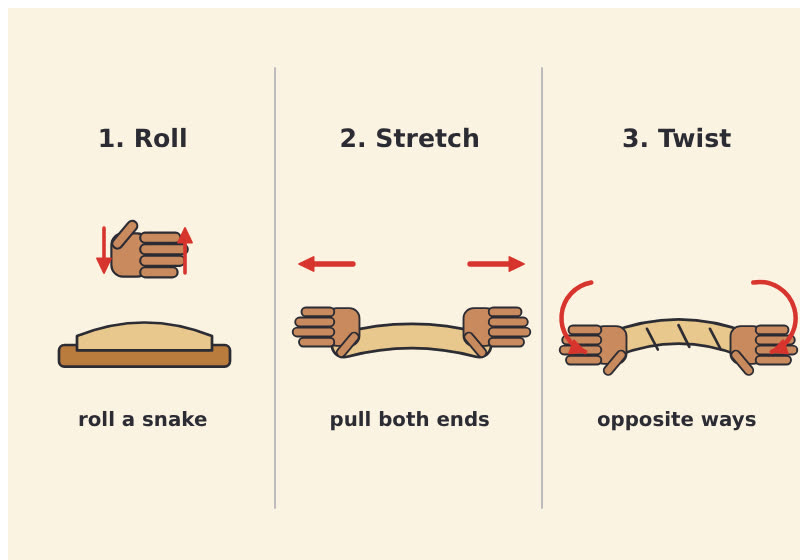 1. Roll
roll a snake
2. Stretch
pull both ends
3. Twist
opposite ways